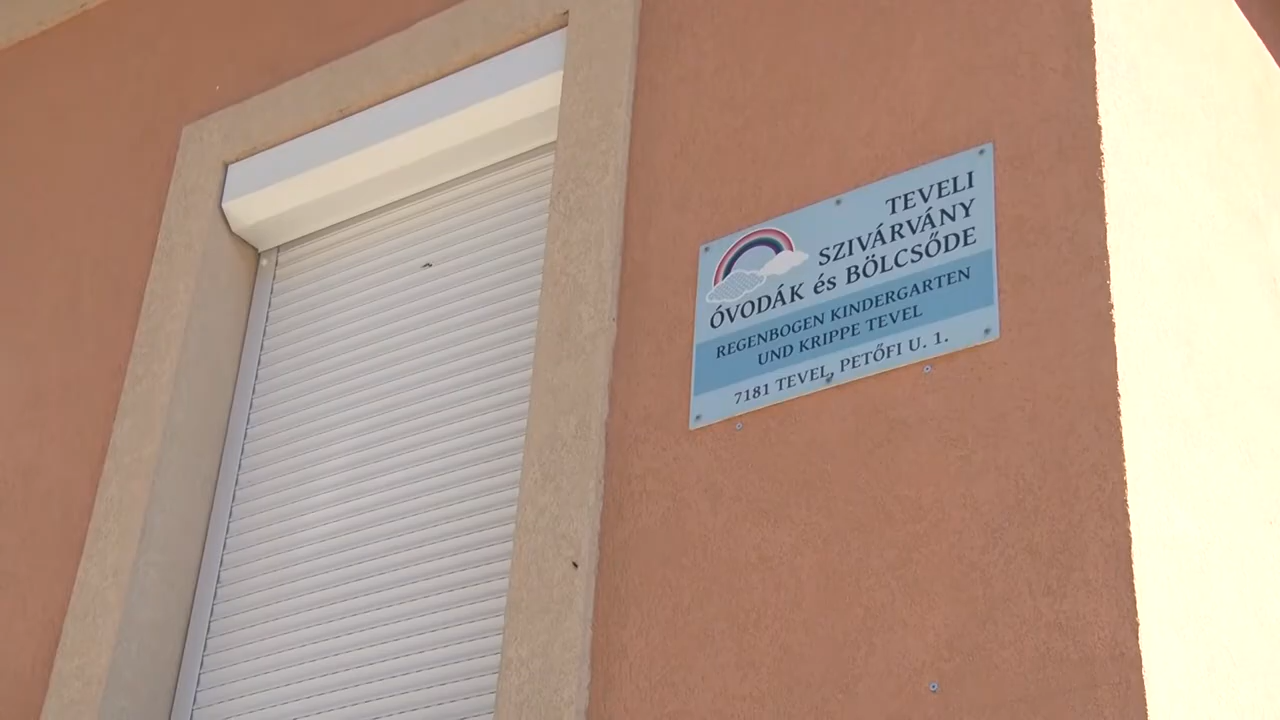 TEVELI
SZIVÁRVÁNY
ÓVODÁK és BÖLCSŐDE
REGENBOGEN KINDERGARTEN
UND KRIPPE TEVEL
7181 TEVEL, PETŐFI U. 1.